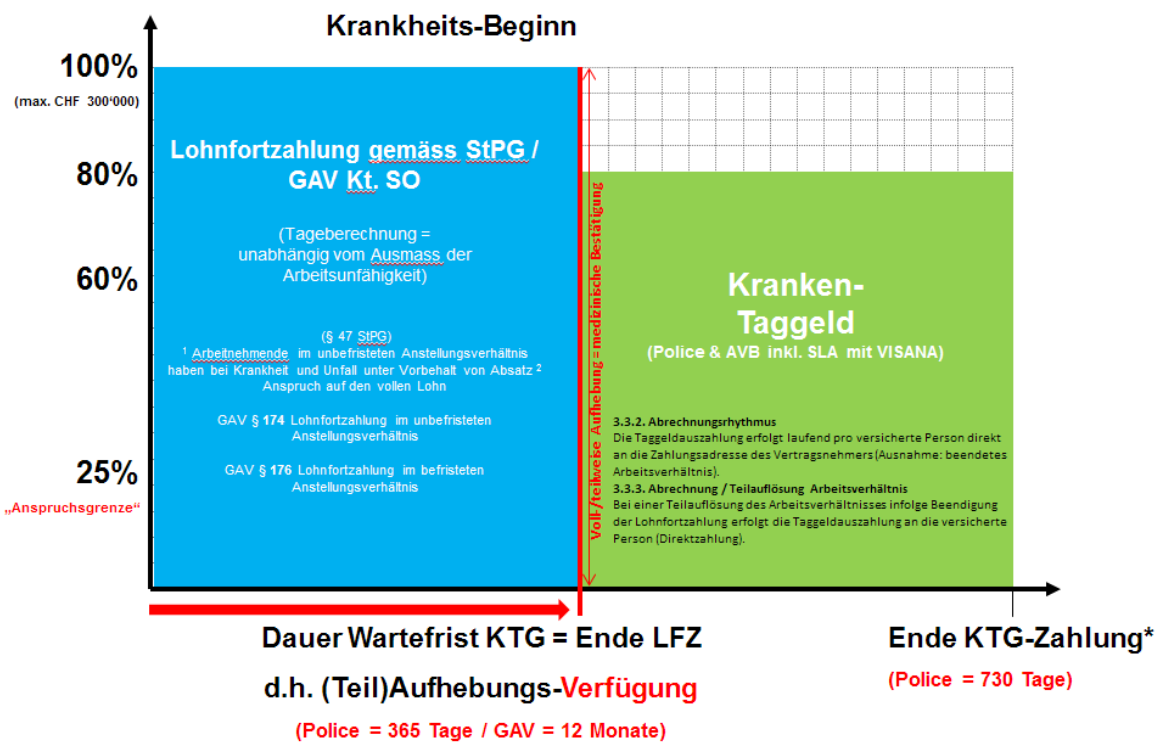 Krankheits-Beginn
100%
(max. CHF 300'000)
80%
60%
25%
„Anspruchsgrenze"
Lohnfortzahlung gemäss StPG /
GAV Kt. SO
(Tageberechnung =
unabhängig vom Ausmass der
Arbeitsunfähigkeit)
(§ 47 StPG)
¹ Arbeitnehmende im unbefristeten Anstellungsverhältnis
haben bei Krankheit und Unfall unter Vorbehalt von Absatz ²
Anspruch auf den vollen Lohn
GAV § 174 Lohnfortzahlung im unbefristeten
Anstellungsverhältnis
GAV § 176 Lohnfortzahlung im befristeten
Anstellungsverhältnis
Voll-/teilweise Aufhebung = medizinische Bestätigung
Kranken-
Taggeld
(Police & AVB inkl. SLA mit VISANA)
3.3.2. Abrechnungsrhythmus
Die Taggeldauszahlung erfolgt laufend pro versicherte Person direkt
an die Zahlungsadresse des Vertragsnehmers (Ausnahme: beendetes
Arbeitsverhältnis).
3.3.3. Abrechnung / Teilauflösung Arbeitsverhältnis
Bei einer Teilauflösung des Arbeitsverhältnisses infolge Beendigung
der Lohnfortzahlung erfolgt die Taggeldauszahlung an die versicherte
Person (Direktzahlung).
Dauer Wartefrist KTG = Ende LFZ
d.h. (Teil)Aufhebungs-Verfügung
(Police = 365 Tage / GAV = 12 Monate)
Ende KTG-Zahlung*
(Police = 730 Tage)